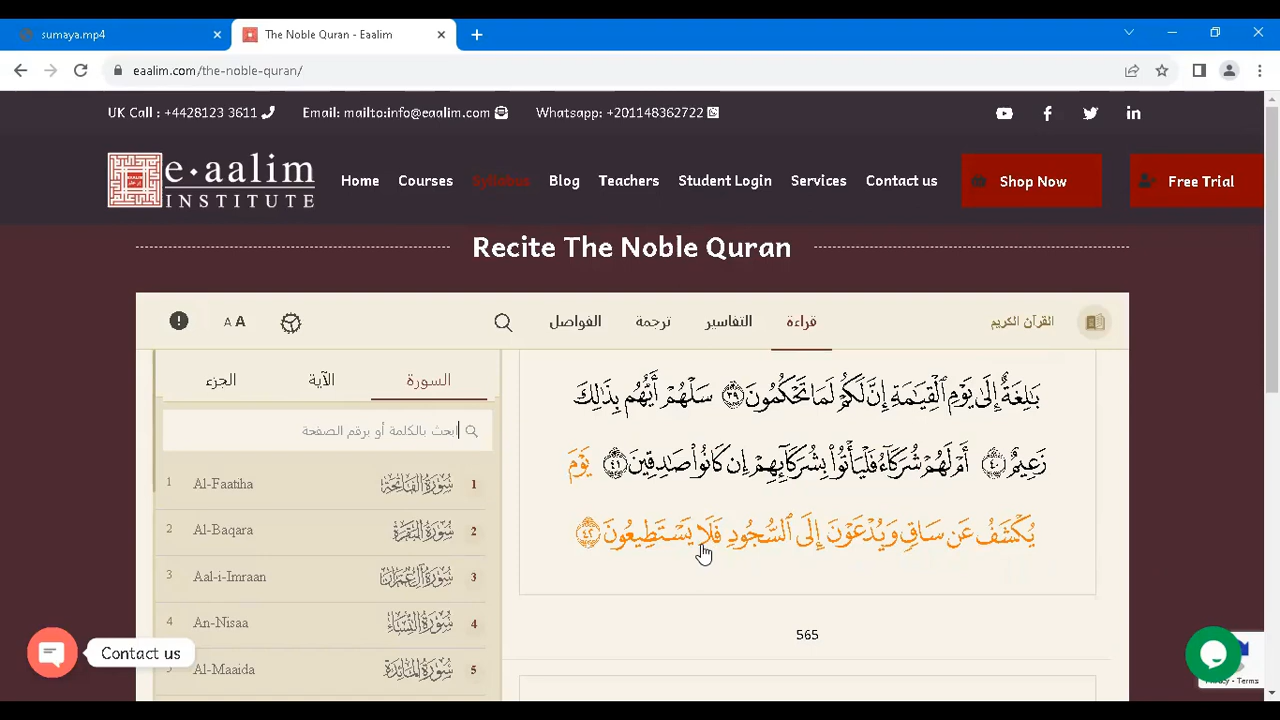 sumaya.mp4
The Noble Quran - Eaalim
eaalim.com/the-noble-quran/
UK Call : +4428123 3611
Email: mailto:info@eaalim.com
Whatsapp: +201148362722
e·aalim
INSTITUTE
Home
Courses
Syllabus
Blog
Teachers
Student Login
Services
Contact us
Shop Now
Free Trial
Recite The Noble Quran
A A
الفواصل
ترجمة
التفاسير
قراءة
القرآن الكريم
السورة
الآية
الجزء
ابحث بالكلمة أو برقم الصفحة
1 Al-Faatiha سُورَةُ الفَاتِحَةِ 1
2 Al-Baqara سُورَةُ البَقَرَةِ 2
3 Aal-i-Imraan سُورَةُ آلِ عِمْرَانَ 3
4 An-Nisaa سُورَةُ النِّسَاءِ 4
5 Al-Maaida سُورَةُ المَائِدَةِ 5
بَٰلِغَةٌ إِلَىٰ يَوْمِ ٱلْقِيَٰمَةِ إِنَّ لَكُمْ لَمَا تَحْكُمُونَ ٣٩ سَلْهُمْ أَيُّهُم بِذَٰلِكَ
زَعِيمٌ ٤٠ أَمْ لَهُمْ شُرَكَآءُ فَلْيَأْتُوا۟ بِشُرَكَآئِهِمْ إِن كَانُوا۟ صَٰدِقِينَ ٤١ يَوْمَ
يُكْشَفُ عَن سَاقٍ وَيُدْعَوْنَ إِلَى ٱلسُّجُودِ فَلَا يَسْتَطِيعُونَ ٤٢
565
Contact us
Privacy - Terms